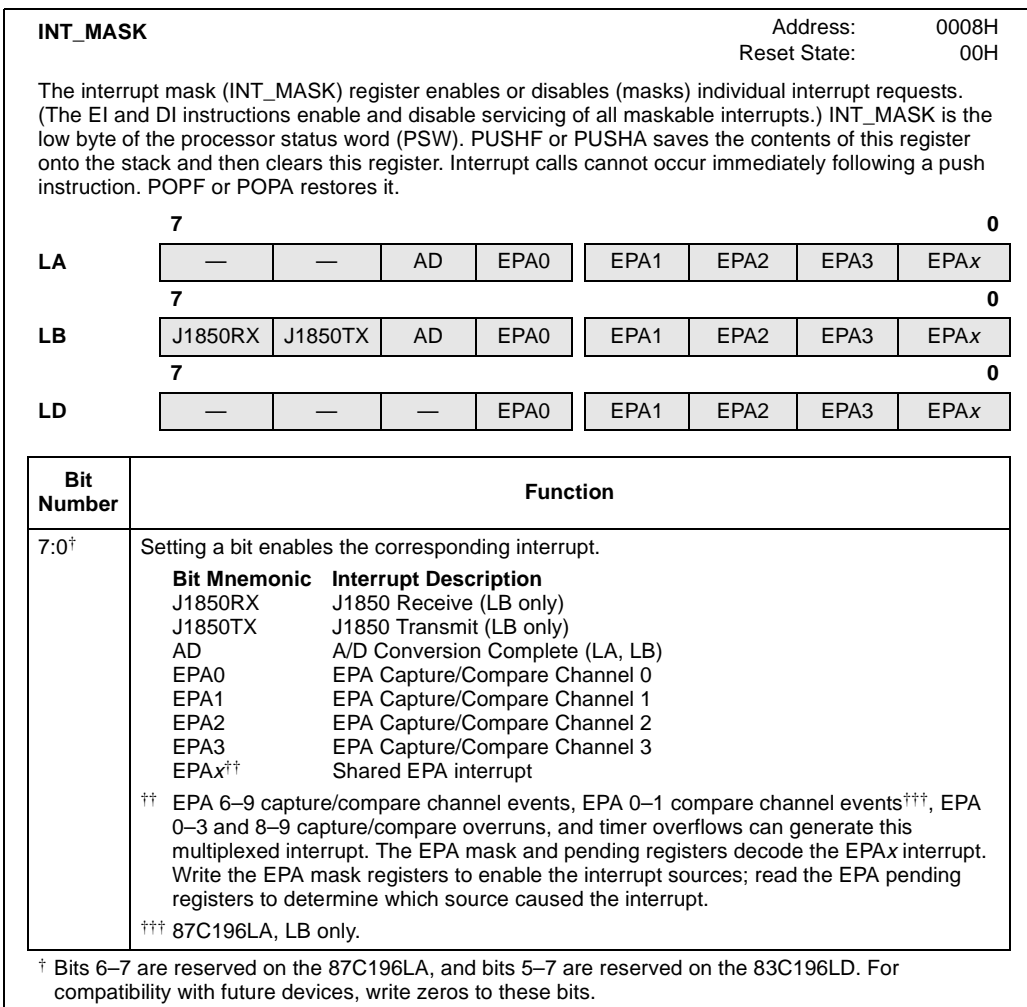 INT_MASK Address: 0008H
Reset State: 00H
The interrupt mask (INT_MASK) register enables or disables (masks) individual interrupt requests.
(The EI and DI instructions enable and disable servicing of all maskable interrupts.) INT_MASK is the
low byte of the processor status word (PSW). PUSHF or PUSHA saves the contents of this register
onto the stack and then clears this register. Interrupt calls cannot occur immediately following a push
instruction. POPF or POPA restores it.
7 0
LA — — AD EPA0 EPA1 EPA2 EPA3 EPAx
7 0
LB J1850RX J1850TX AD EPA0 EPA1 EPA2 EPA3 EPAx
7 0
LD — — — EPA0 EPA1 EPA2 EPA3 EPAx
Bit
Number Function
7:0† Setting a bit enables the corresponding interrupt.
Bit Mnemonic Interrupt Description
J1850RX J1850 Receive (LB only)
J1850TX J1850 Transmit (LB only)
AD A/D Conversion Complete (LA, LB)
EPA0 EPA Capture/Compare Channel 0
EPA1 EPA Capture/Compare Channel 1
EPA2 EPA Capture/Compare Channel 2
EPA3 EPA Capture/Compare Channel 3
EPAx†† Shared EPA interrupt
†† EPA 6–9 capture/compare channel events, EPA 0–1 compare channel events†††, EPA
0–3 and 8–9 capture/compare overruns, and timer overflows can generate this
multiplexed interrupt. The EPA mask and pending registers decode the EPAx interrupt.
Write the EPA mask registers to enable the interrupt sources; read the EPA pending
registers to determine which source caused the interrupt.
††† 87C196LA, LB only.
† Bits 6–7 are reserved on the 87C196LA, and bits 5–7 are reserved on the 83C196LD. For
compatibility with future devices, write zeros to these bits.